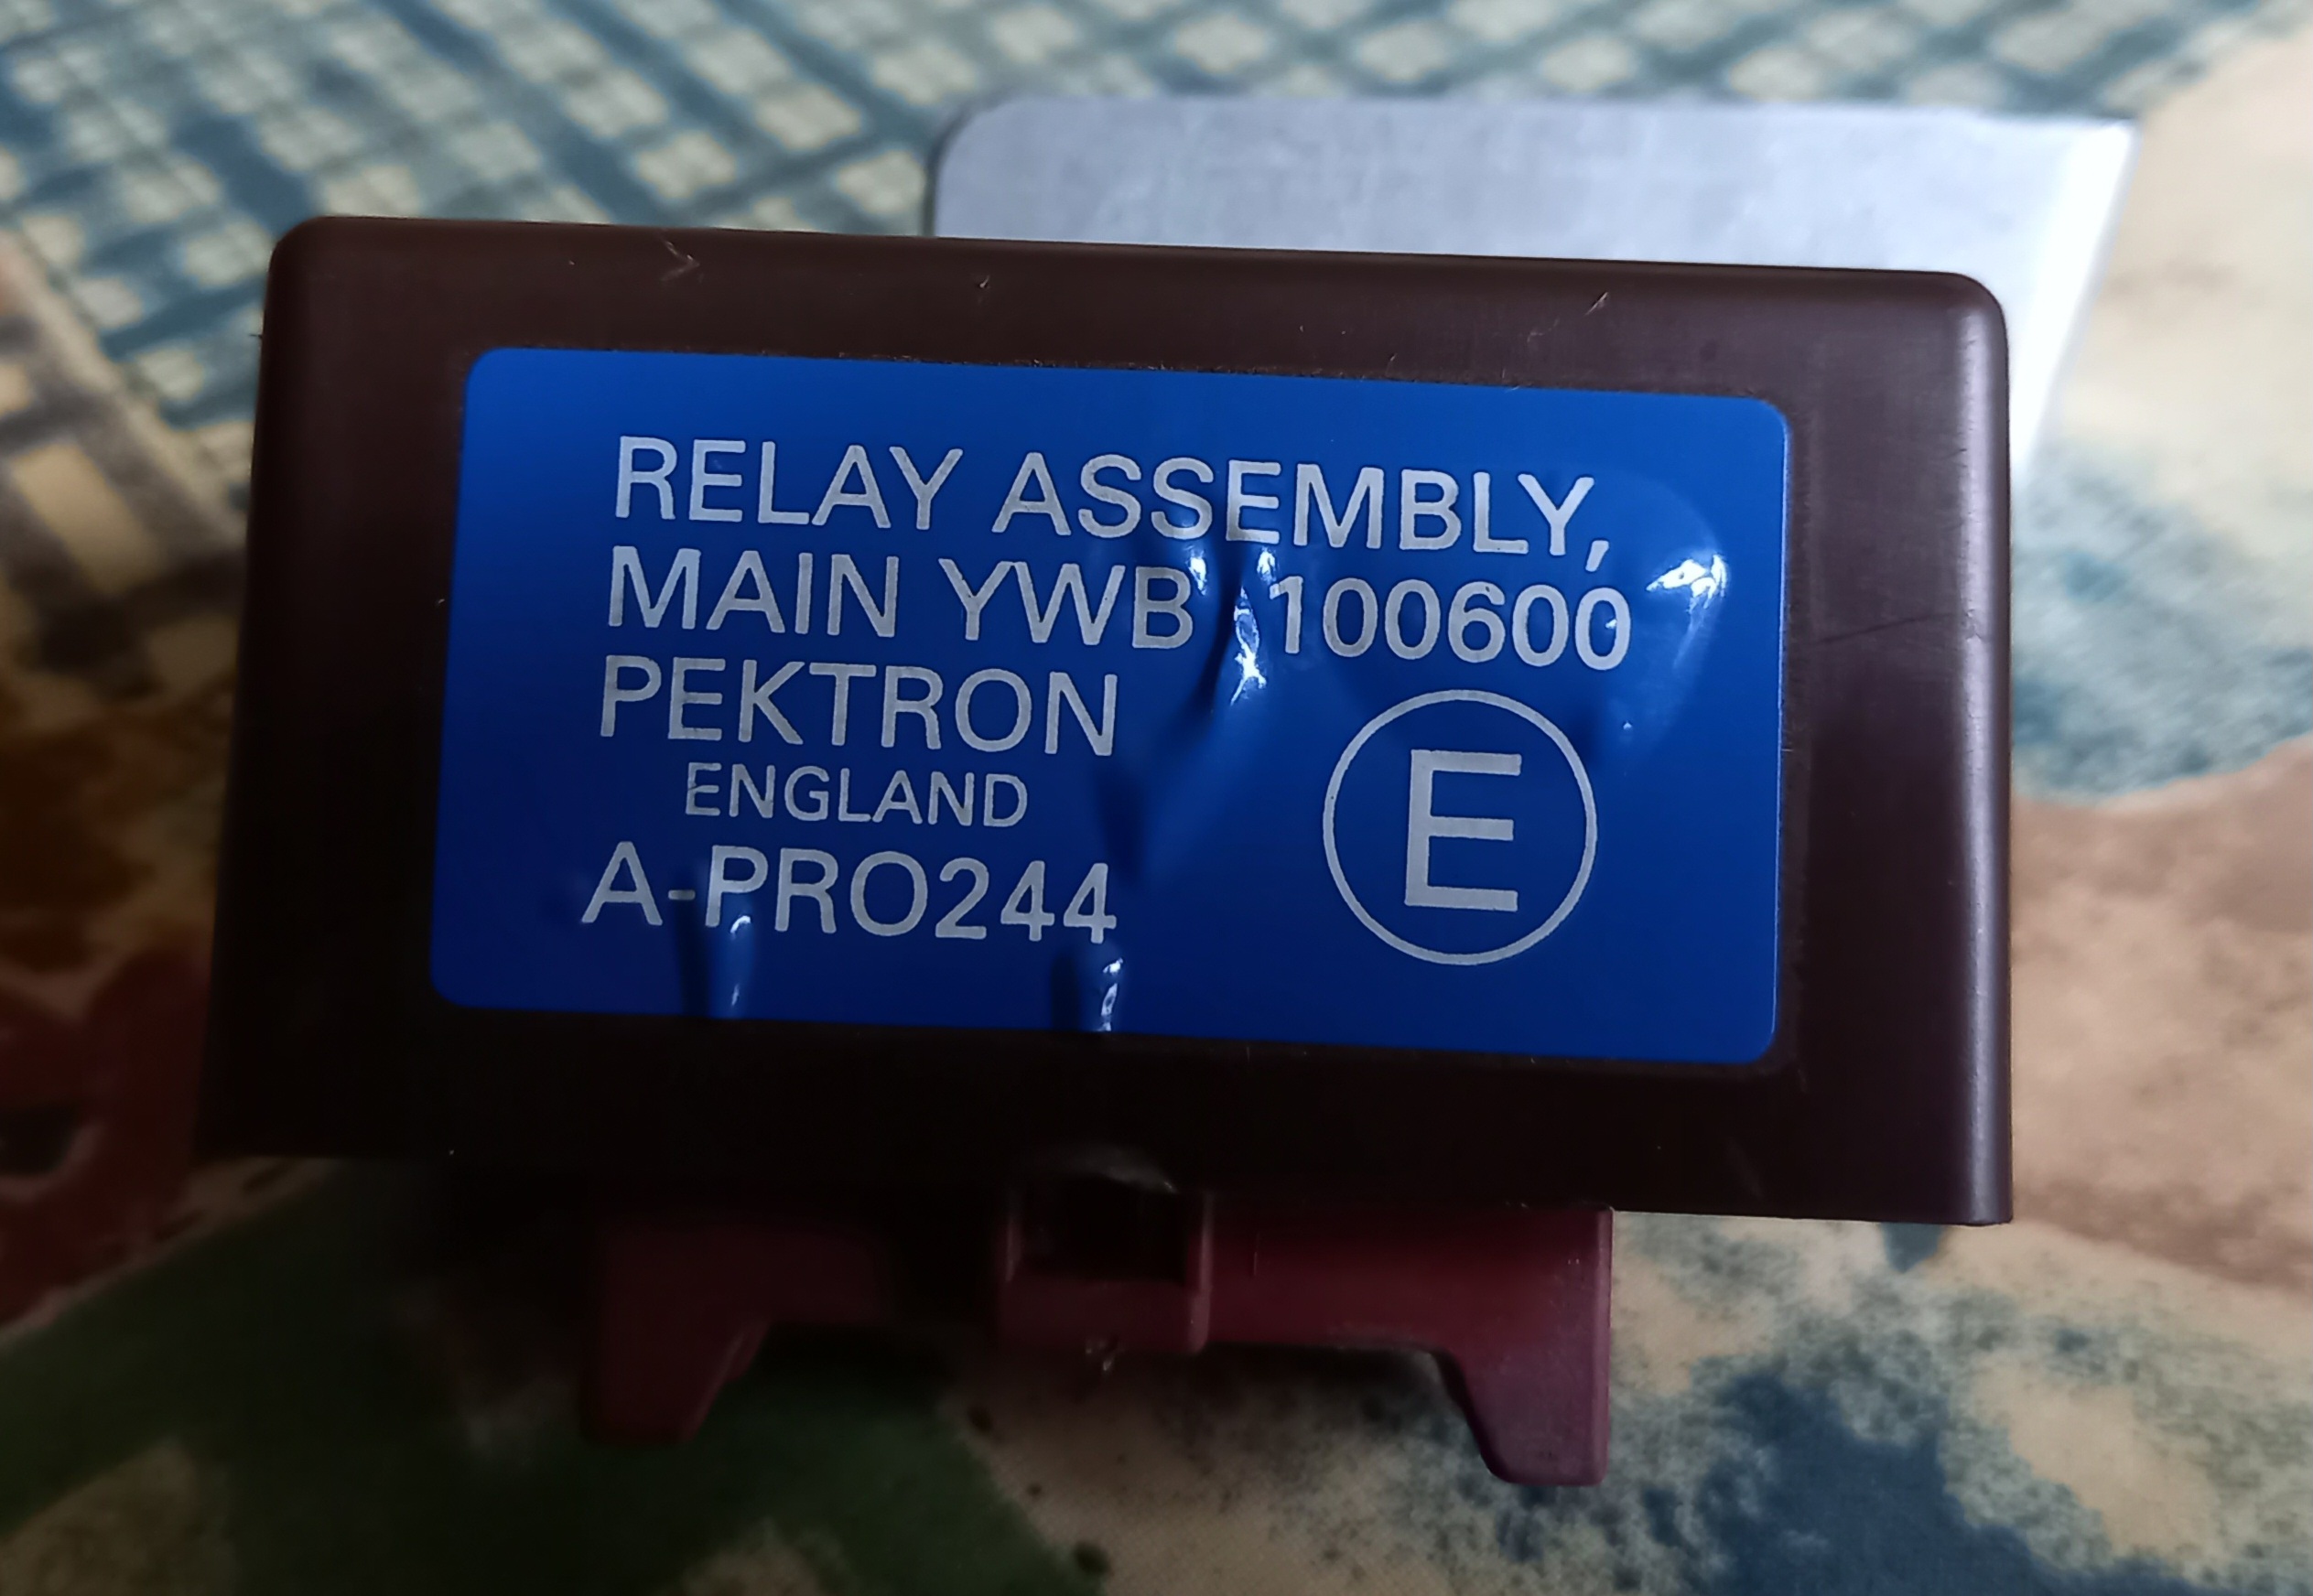 RELAY ASSEMBLY,
MAIN YWB 100600
PEKTRON
ENGLAND
A-PRO244
E